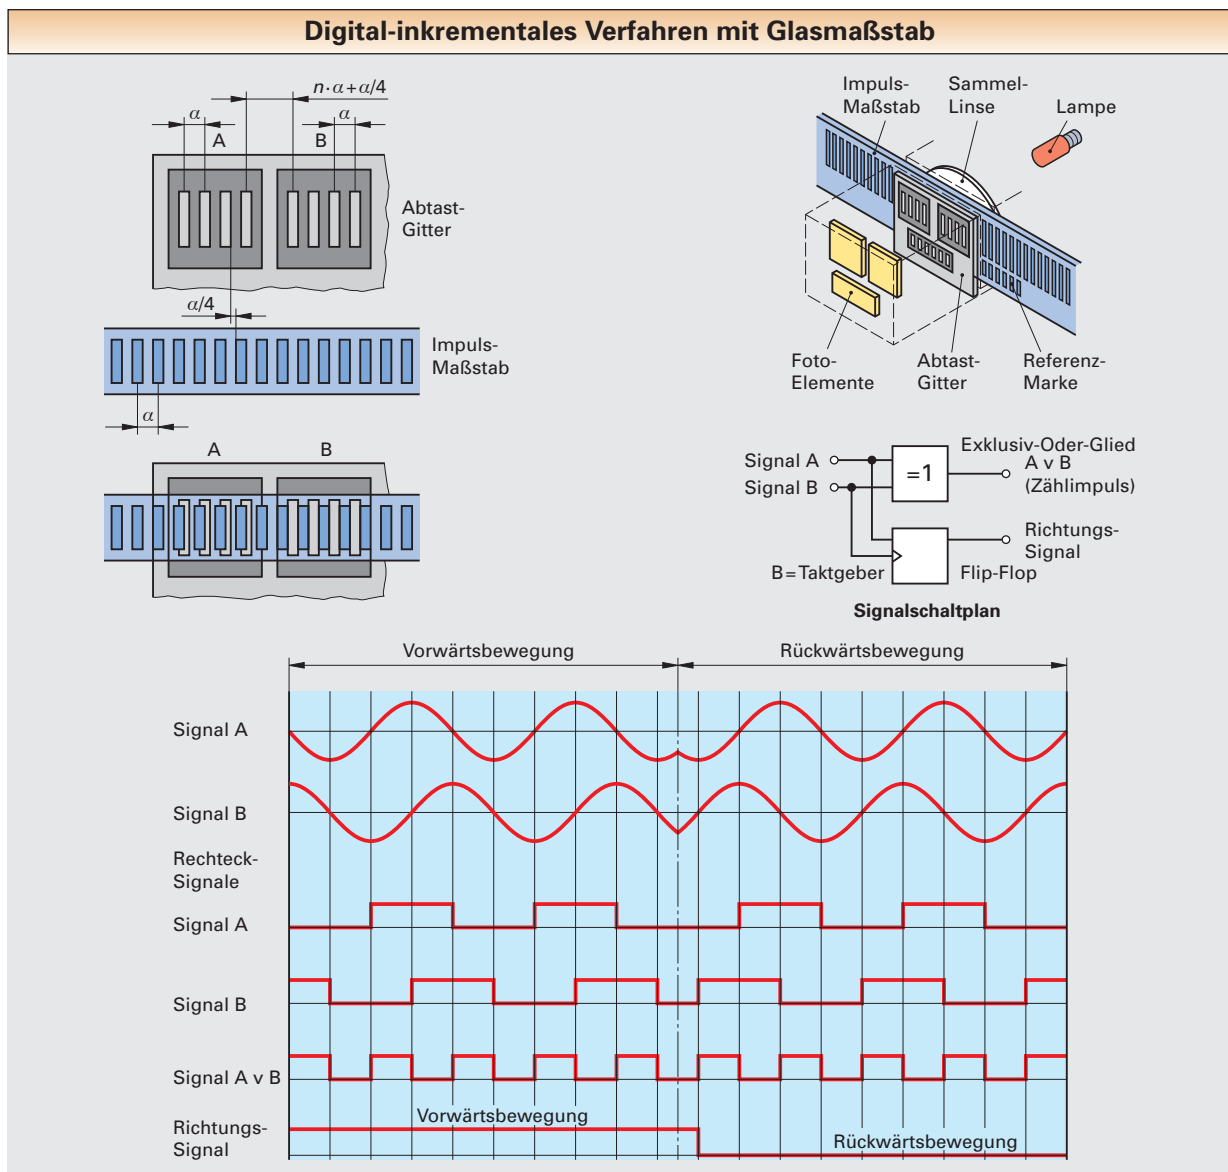 Digital-inkrementales Verfahren mit Glasmaßstab
n·α+α/4
α
α
A
B
Abtast-
Gitter
α/4
Impuls-
Maßstab
α
A
B
Impuls-
Maßstab
Sammel-
Linse
Lampe
Foto-
Elemente
Abtast-
Gitter
Referenz-
Marke
Signal A
Signal B
=1
Exklusiv-Oder-Glied
A v B
(Zählimpuls)
Richtungs-
Signal
B=Taktgeber
Flip-Flop
Signalschaltplan
Vorwärtsbewegung
Rückwärtsbewegung
Signal A
Signal B
Rechteck-
Signale
Signal A
Signal B
Signal A v B
Richtungs-
Signal
Vorwärtsbewegung
Rückwärtsbewegung